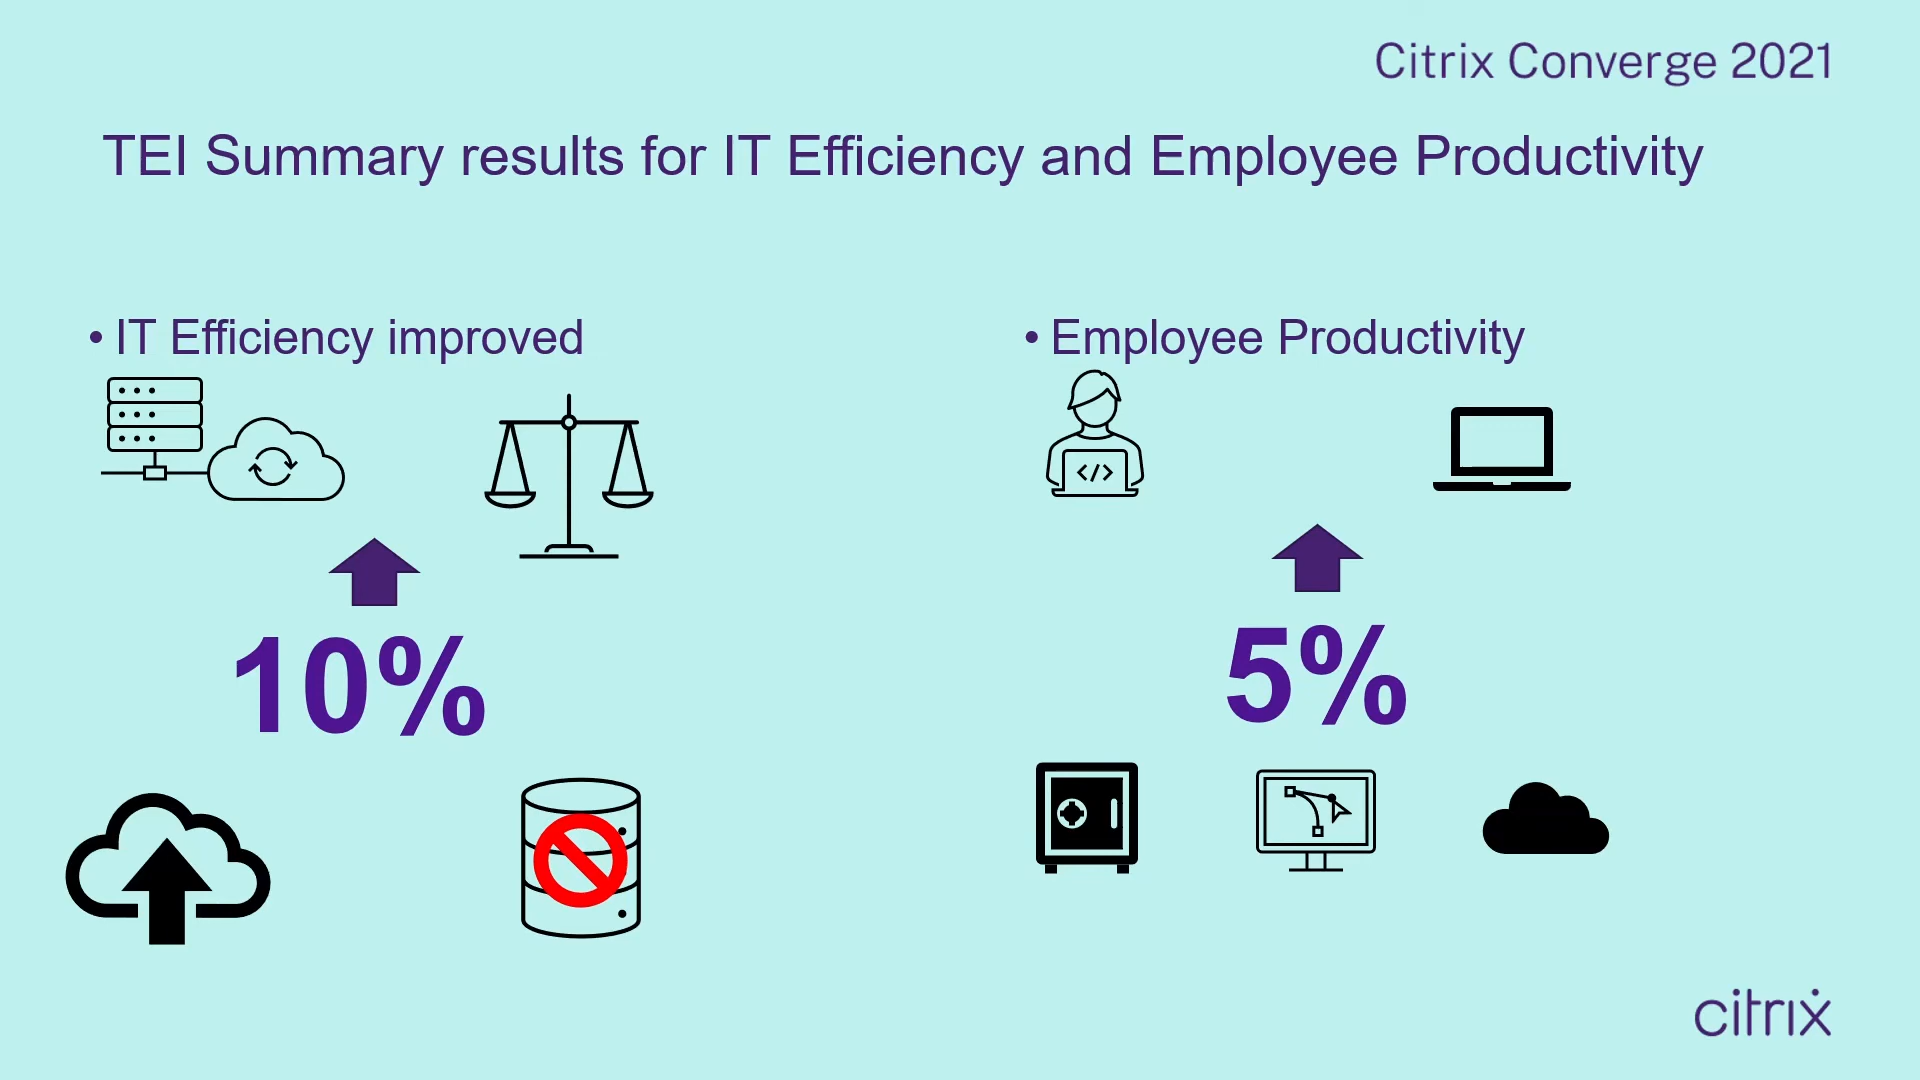 Citrix Converge 2021
TEI Summary results for IT Efficiency and Employee Productivity
• IT Efficiency improved
10%
• Employee Productivity
</>
5%
citrix